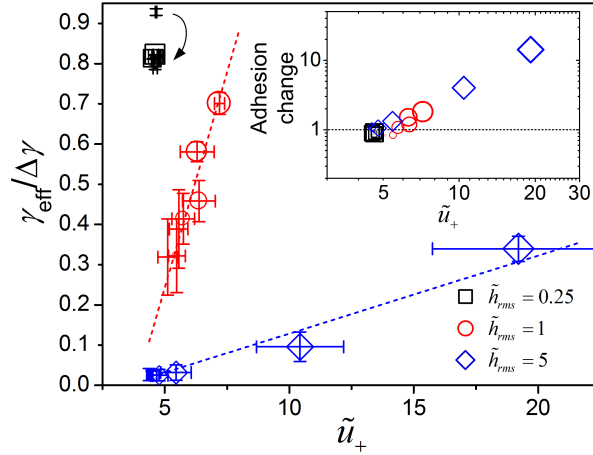 γeff/Δγ
0.9
0.8
0.7
0.6
0.5
0.4
0.3
0.2
0.1
0.0
5
10
15
20
ũ₊
Adhesion
change
10
1
5
10
20
30
ũ₊
h̃rms = 0.25
h̃rms = 1
h̃rms = 5